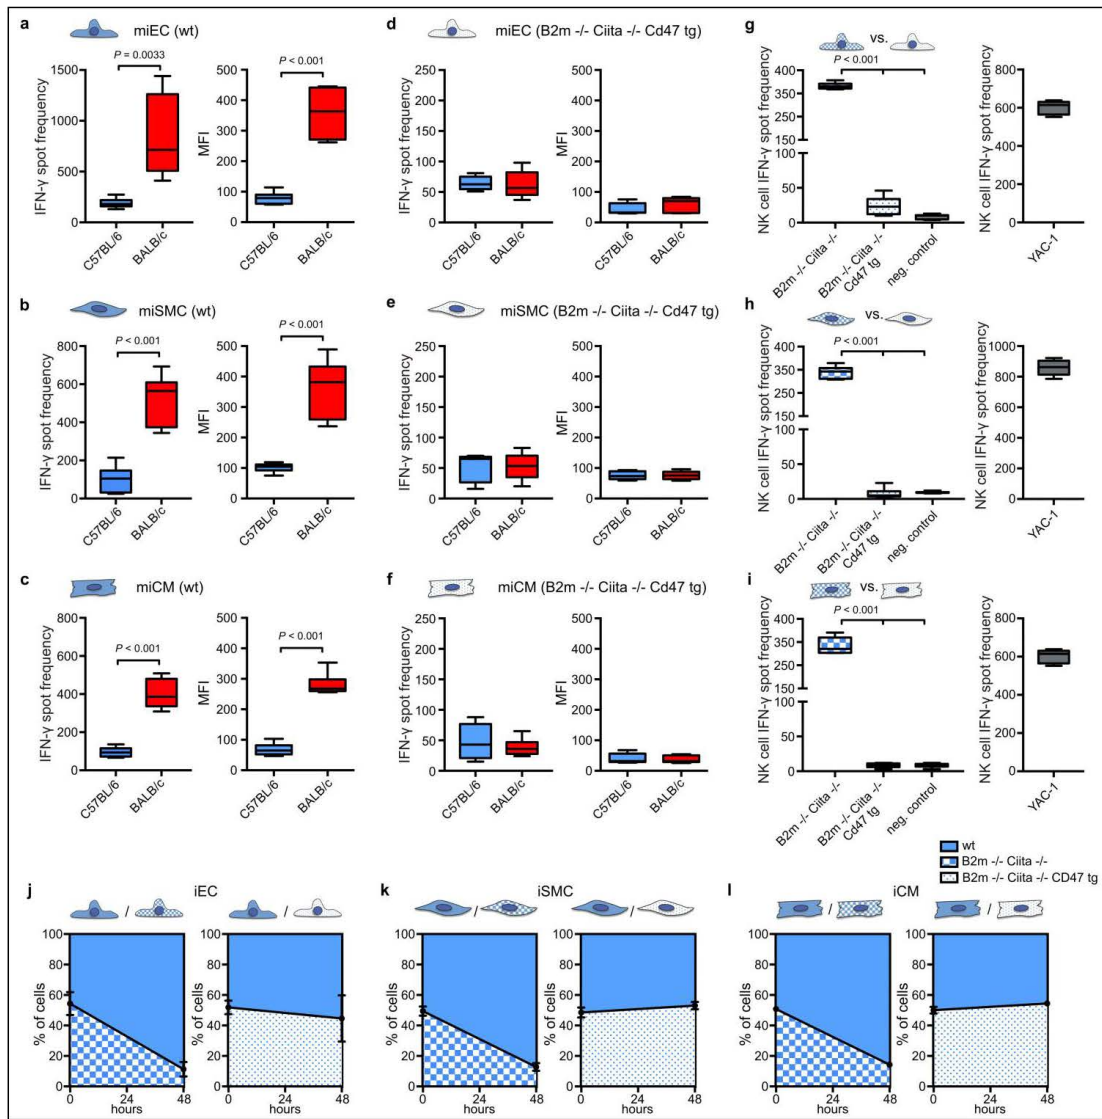 a
miEC (wt)
P = 0.0033
P < 0.001
IFN-γ spot frequency
1500
1000
500
0
C57BL/6
BALB/c
MFI
500
400
300
200
100
0
C57BL/6
BALB/c
d
miEC (B2m -/- Ciita -/- Cd47 tg)
IFN-γ spot frequency
250
200
150
100
50
0
C57BL/6
BALB/c
MFI
500
400
300
200
100
0
C57BL/6
BALB/c
g
vs.
P < 0.001
NK cell IFN-γ spot frequency
400
350
150
100
50
0
B2m -/- Ciita -/-
B2m -/- Ciita -/-
Cd47 tg
neg. control
800
600
400
200
0
YAC-1
b
miSMC (wt)
P < 0.001
P < 0.001
IFN-γ spot frequency
800
600
400
200
0
C57BL/6
BALB/c
MFI
500
400
300
200
100
0
C57BL/6
BALB/c
e
miSMC (B2m -/- Ciita -/- Cd47 tg)
IFN-γ spot frequency
250
200
150
100
50
0
C57BL/6
BALB/c
MFI
500
400
300
200
100
0
C57BL/6
BALB/c
h
vs.
P < 0.001
NK cell IFN-γ spot frequency
400
350
300
150
100
50
0
B2m -/- Ciita -/-
B2m -/- Ciita -/-
Cd47 tg
neg. control
1000
800
600
400
200
0
YAC-1
c
miCM (wt)
P < 0.001
P < 0.001
IFN-γ spot frequency
800
600
400
200
0
C57BL/6
BALB/c
MFI
500
400
300
200
100
0
C57BL/6
BALB/c
f
miCM (B2m -/- Ciita -/- Cd47 tg)
IFN-γ spot frequency
250
200
150
100
50
0
C57BL/6
BALB/c
MFI
500
400
300
200
100
0
C57BL/6
BALB/c
i
vs.
P < 0.001
NK cell IFN-γ spot frequency
400
350
300
150
100
50
0
B2m -/- Ciita -/-
B2m -/- Ciita -/-
Cd47 tg
neg. control
800
600
400
200
0
YAC-1
wt
B2m -/- Ciita -/-
B2m -/- Ciita -/- CD47 tg
j
iEC
/
/
% of cells
100
80
60
40
20
0
0
24
48
hours
% of cells
100
80
60
40
20
0
0
24
48
hours
k
iSMC
/
/
% of cells
100
80
60
40
20
0
0
24
48
hours
% of cells
100
80
60
40
20
0
0
24
48
hours
l
iCM
/
/
% of cells
100
80
60
40
20
0
0
24
48
hours
% of cells
100
80
60
40
20
0
0
24
48
hours